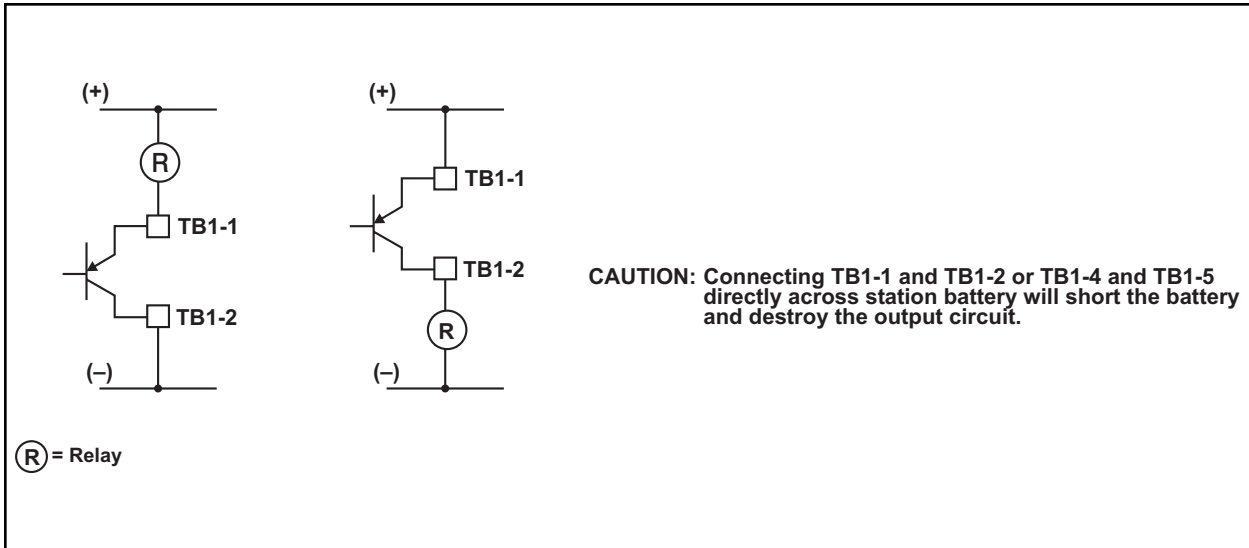 (+)
R
TB1-1
TB1-2
(–)
(+)
TB1-1
TB1-2
R
(–)
CAUTION: Connecting TB1-1 and TB1-2 or TB1-4 and TB1-5
directly across station battery will short the battery
and destroy the output circuit.
R = Relay